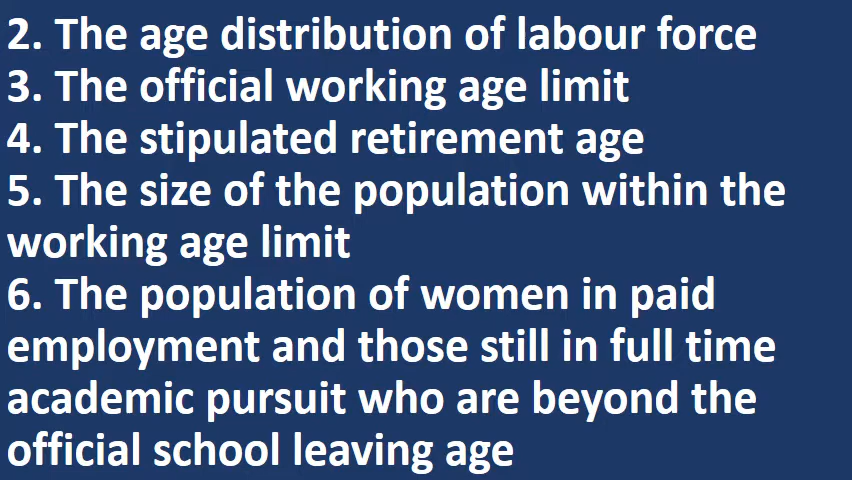 2. The age distribution of labour force
3. The official working age limit
4. The stipulated retirement age
5. The size of the population within the
working age limit
6. The population of women in paid
employment and those still in full time
academic pursuit who are beyond the
official school leaving age